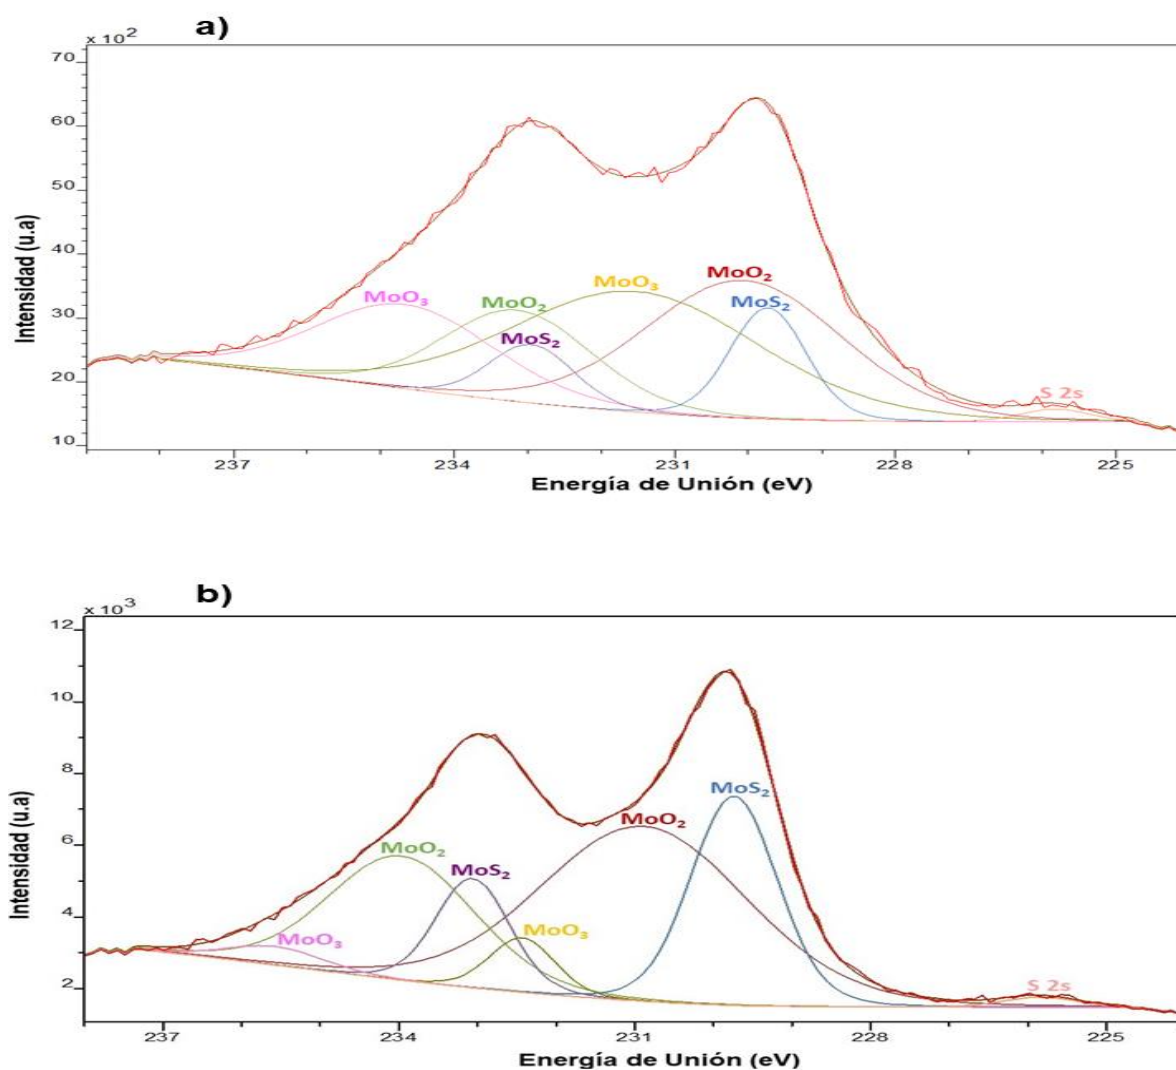 a)
x 10²
70
60
50
40
30
20
10
Intensidad (u.a)
MoO₃
MoO₂
MoS₂
MoO₃
MoO₂
MoS₂
S 2s
237 234 231 228 225
Energía de Unión (eV)
b)
x 10³
12
10
8
6
4
2
Intensidad (u.a)
MoO₃
MoO₂
MoS₂
MoO₃
MoO₂
MoS₂
S 2s
237 234 231 228 225
Energía de Unión (eV)